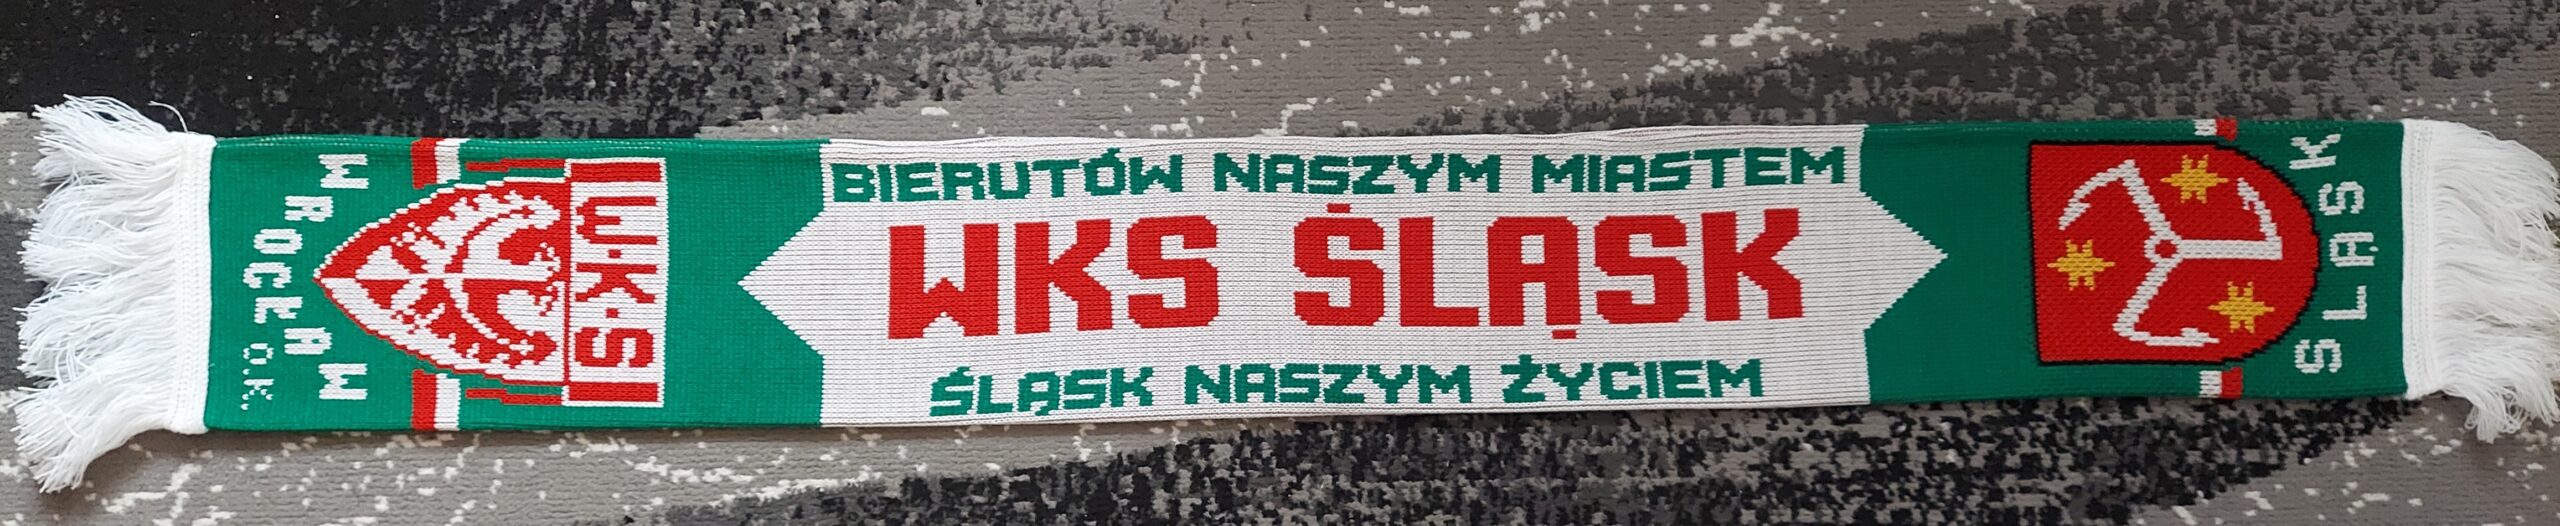 WROCŁAW
O.K.
W·K·S
BIERUTÓW NASZYM MIASTEM
WKS ŚLĄSK
ŚLĄSK NASZYM ŻYCIEM
ŚLĄSK